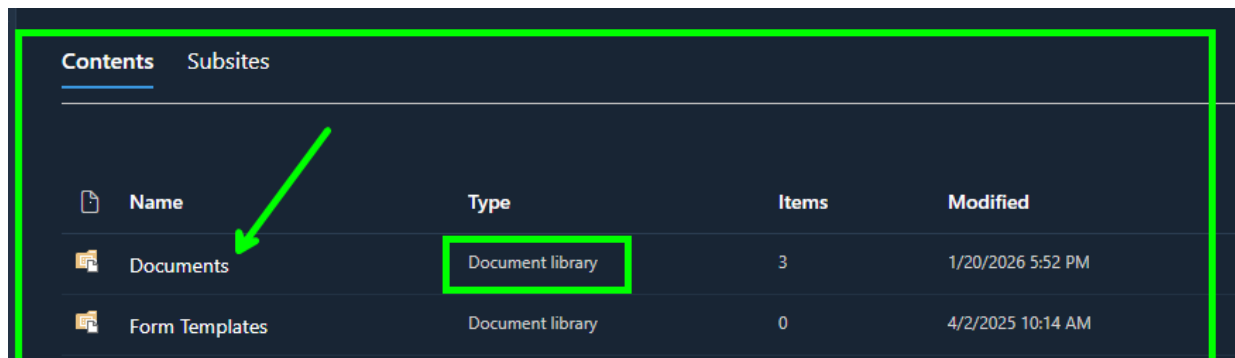 Contents Subsites
Name Type Items Modified
Documents Document library 3 1/20/2026 5:52 PM
Form Templates Document library 0 4/2/2025 10:14 AM